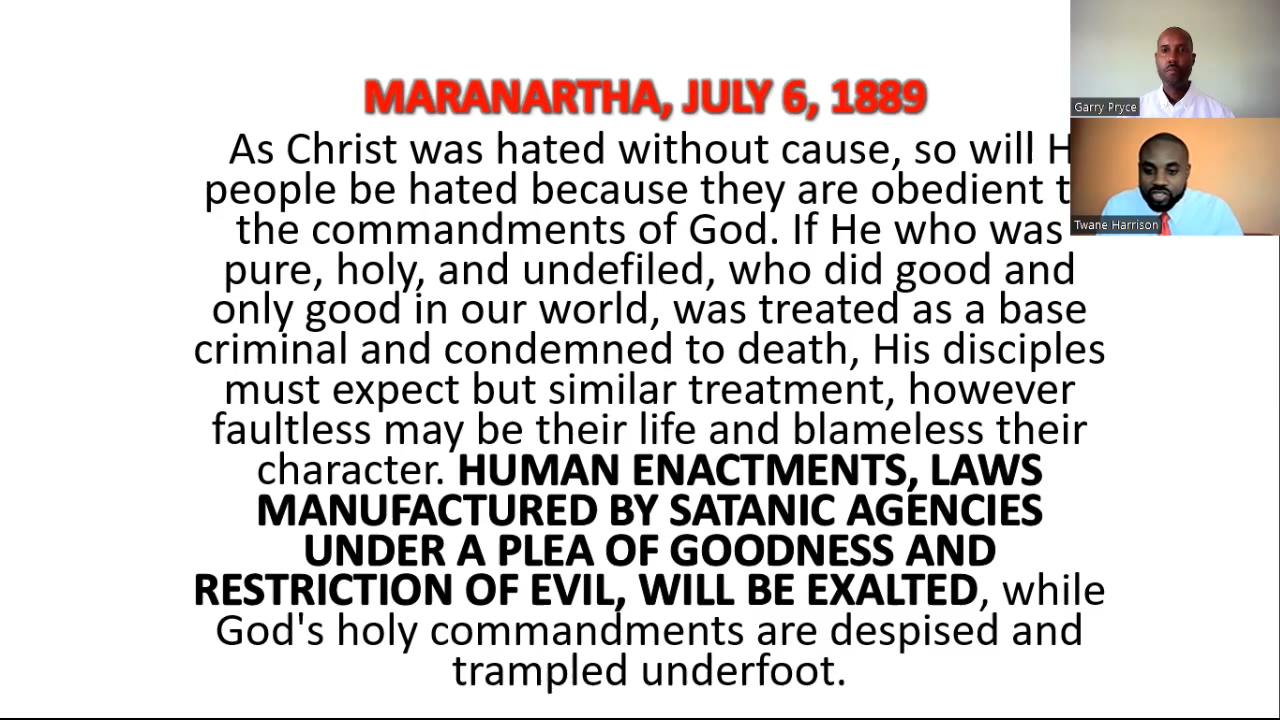 MARANARTHA, JULY 6, 1889
As Christ was hated without cause, so will H
people be hated because they are obedient t
the commandments of God. If He who was
pure, holy, and undefiled, who did good and
only good in our world, was treated as a base
criminal and condemned to death, His disciples
must expect but similar treatment, however
faultless may be their life and blameless their
character. HUMAN ENACTMENTS, LAWS
MANUFACTURED BY SATANIC AGENCIES
UNDER A PLEA OF GOODNESS AND
RESTRICTION OF EVIL, WILL BE EXALTED, while
God's holy commandments are despised and
trampled underfoot.
Garry Pryce
Twane Harrison